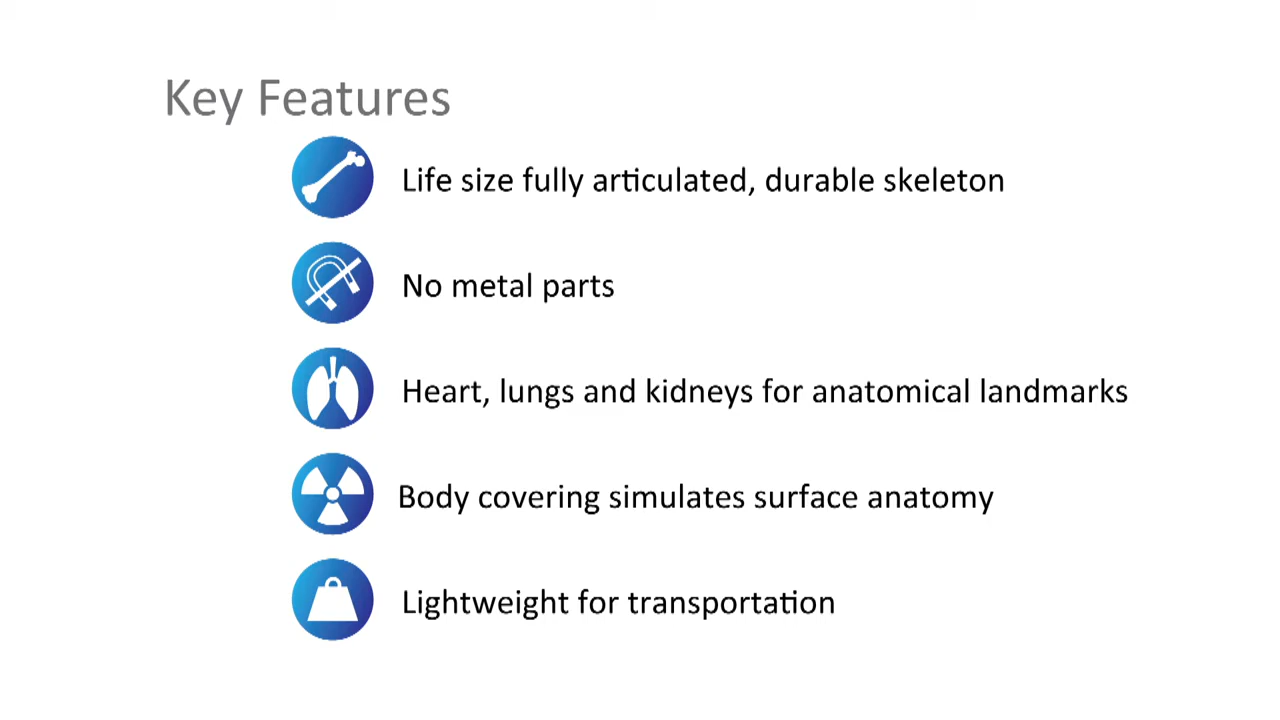 Key Features
Life size fully articulated, durable skeleton
No metal parts
Heart, lungs and kidneys for anatomical landmarks
Body covering simulates surface anatomy
Lightweight for transportation